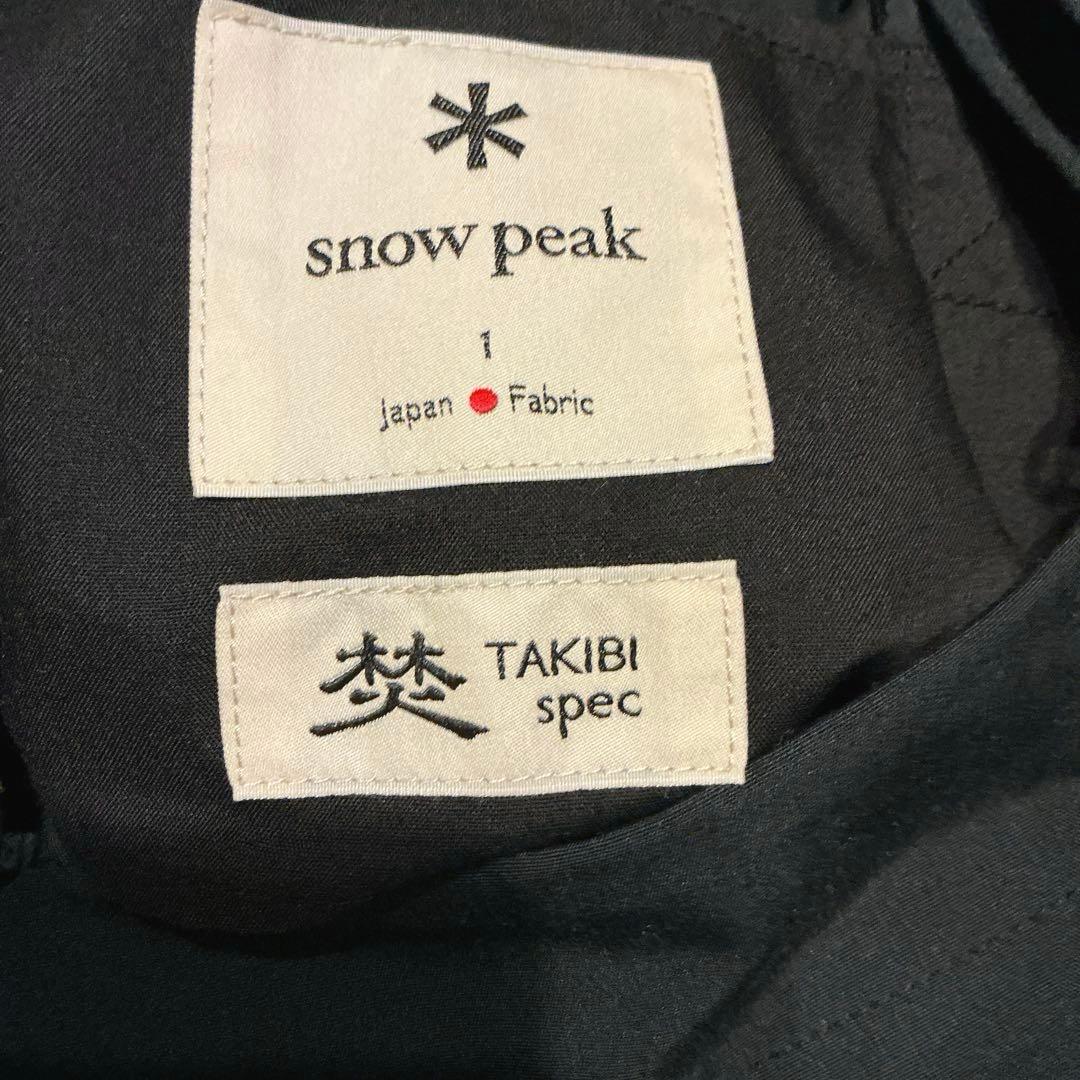 snow peak
1
Japan Fabric
焚 TAKIBI
spec